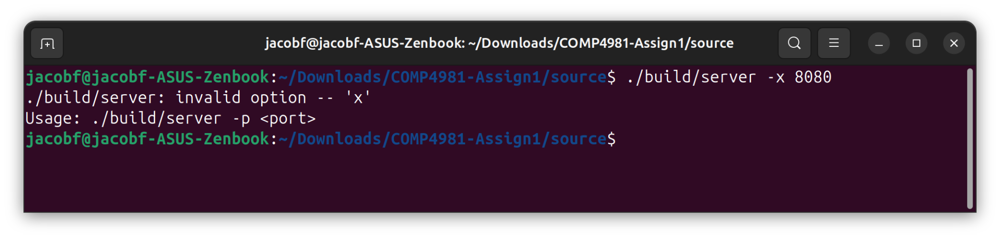 jacobf@jacobf-ASUS-Zenbook: ~/Downloads/COMP4981-Assign1/source
jacobf@jacobf-ASUS-Zenbook:~/Downloads/COMP4981-Assign1/source$ ./build/server -x 8080
./build/server: invalid option -- 'x'
Usage: ./build/server -p <port>
jacobf@jacobf-ASUS-Zenbook:~/Downloads/COMP4981-Assign1/source$